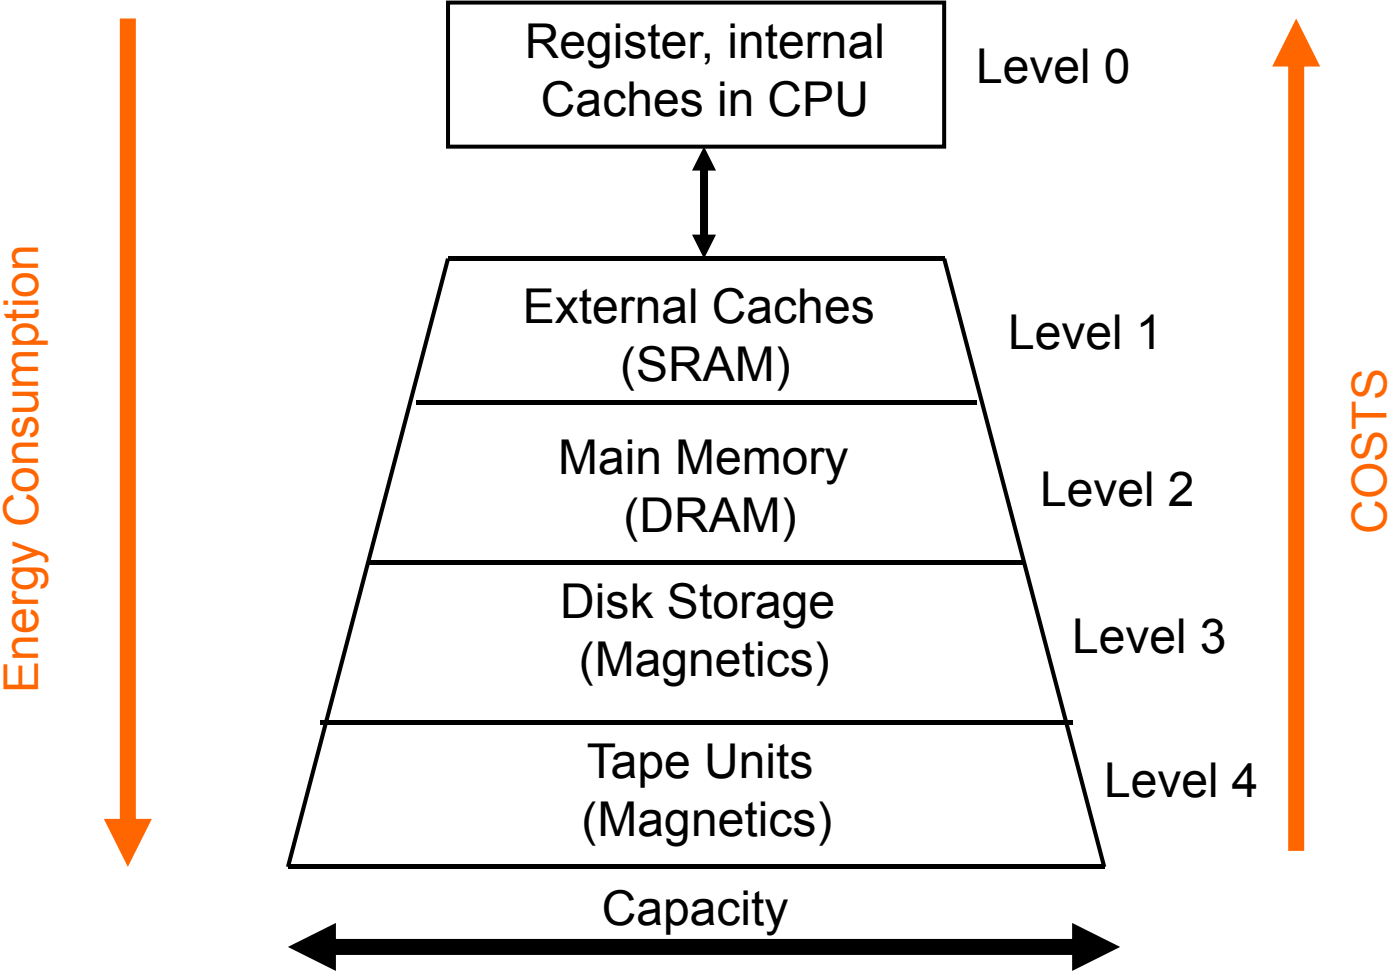 Register, internal
Caches in CPU
Level 0
External Caches
(SRAM)
Level 1
Main Memory
(DRAM)
Level 2
Disk Storage
(Magnetics)
Level 3
Tape Units
(Magnetics)
Level 4
Capacity
Energy Consumption
COSTS